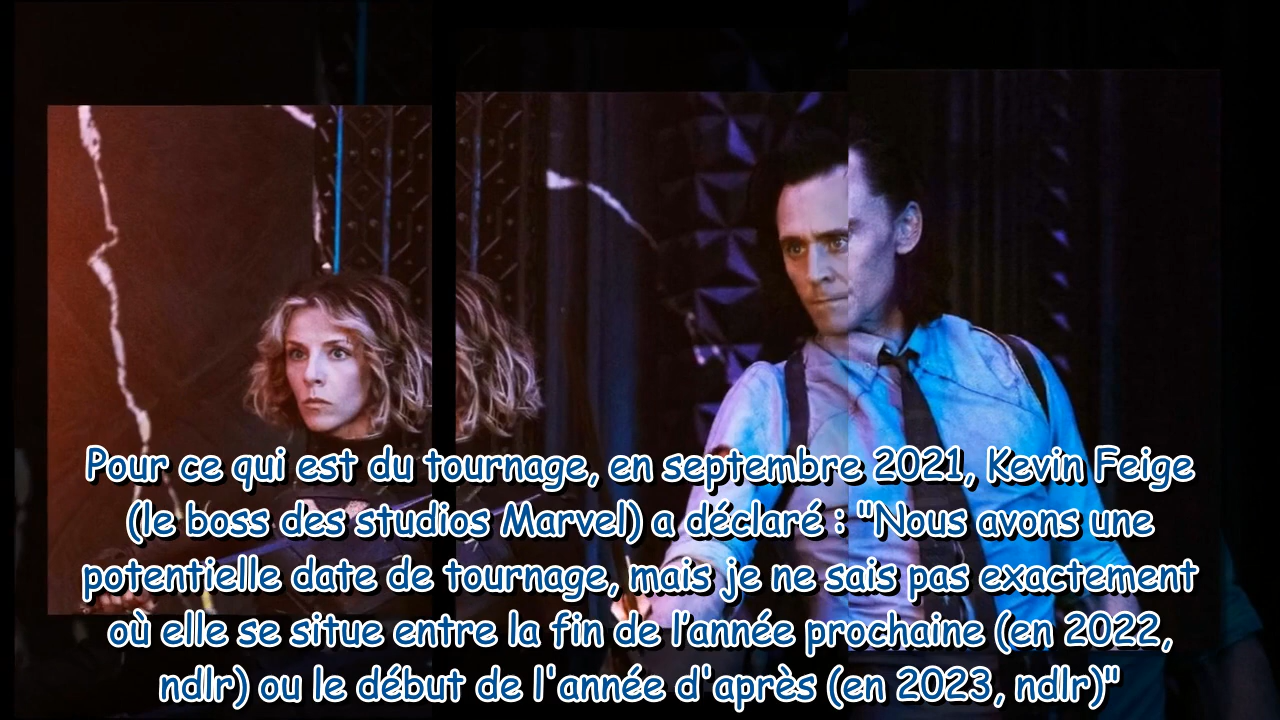 Pour ce qui est du tournage, en septembre 2021, Kevin Feige
(le boss des studios Marvel) a déclaré : "Nous avons une
potentielle date de tournage, mais je ne sais pas exactement
où elle se situe entre la fin de l’année prochaine (en 2022,
ndlr) ou le début de l'année d'après (en 2023, ndlr)"